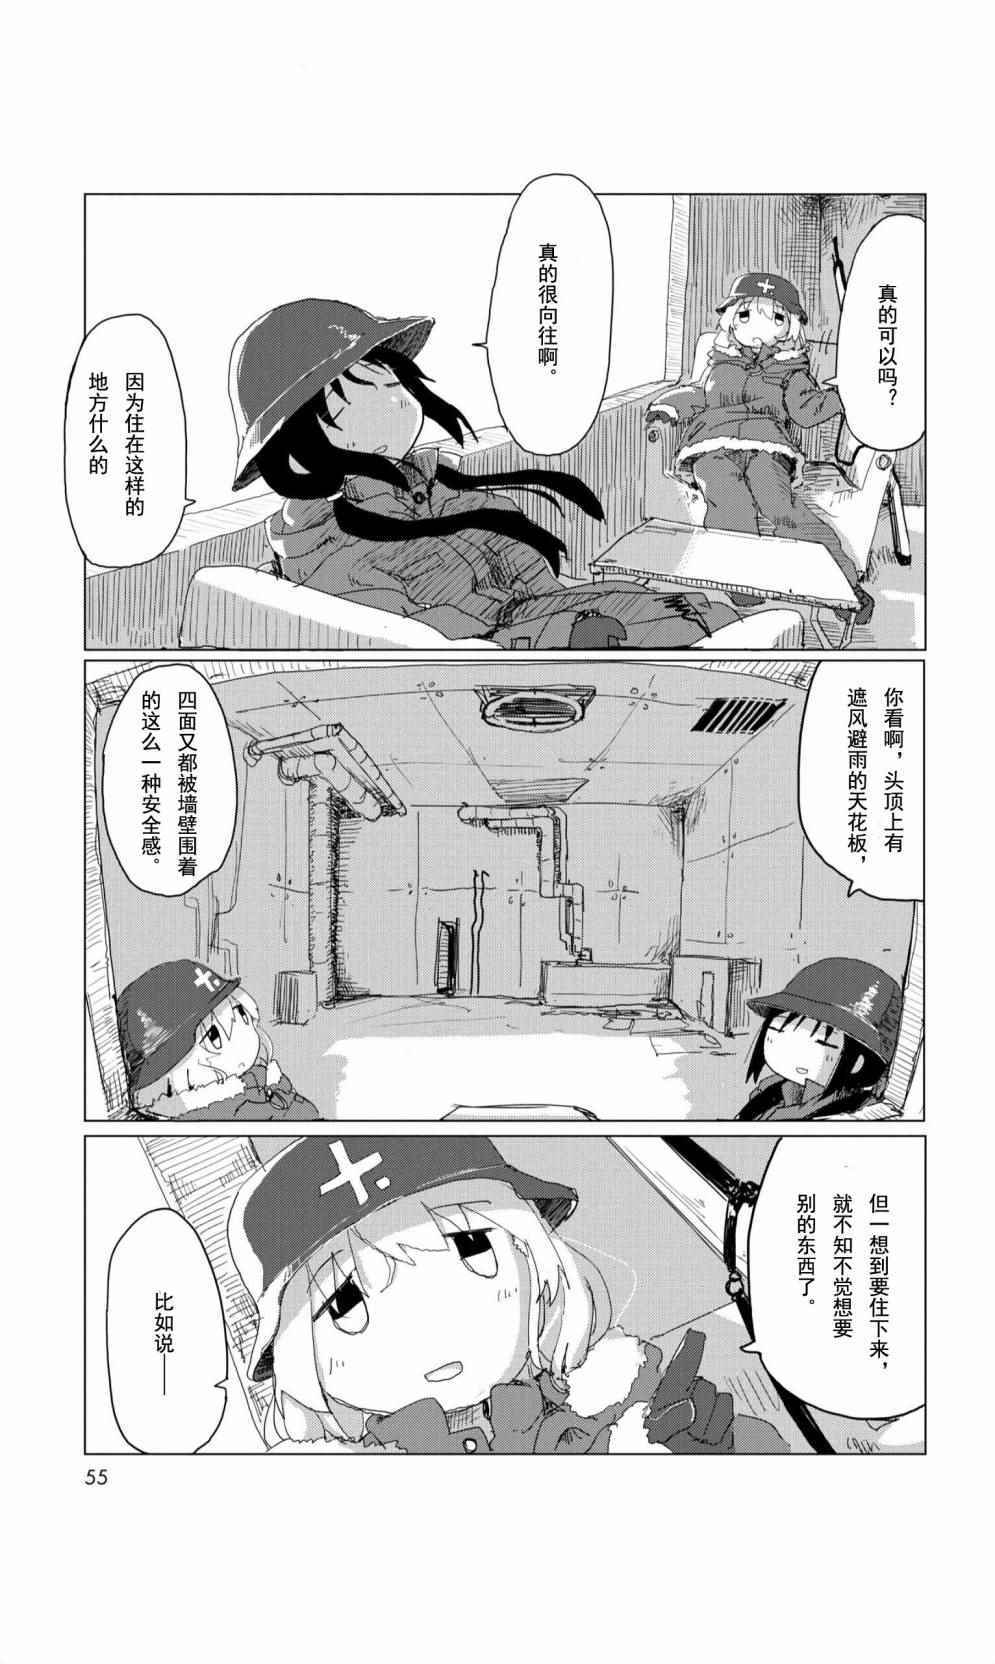 真的可以吗？
真的很向往啊。
因为住在这样的
地方什么的
你看啊，头顶上有
遮风避雨的天花板，
四面又都被墙壁围着
的这么一种安全感。
但一想到要住下来，
就不知不觉想要
别的东西了。
比如说——
55